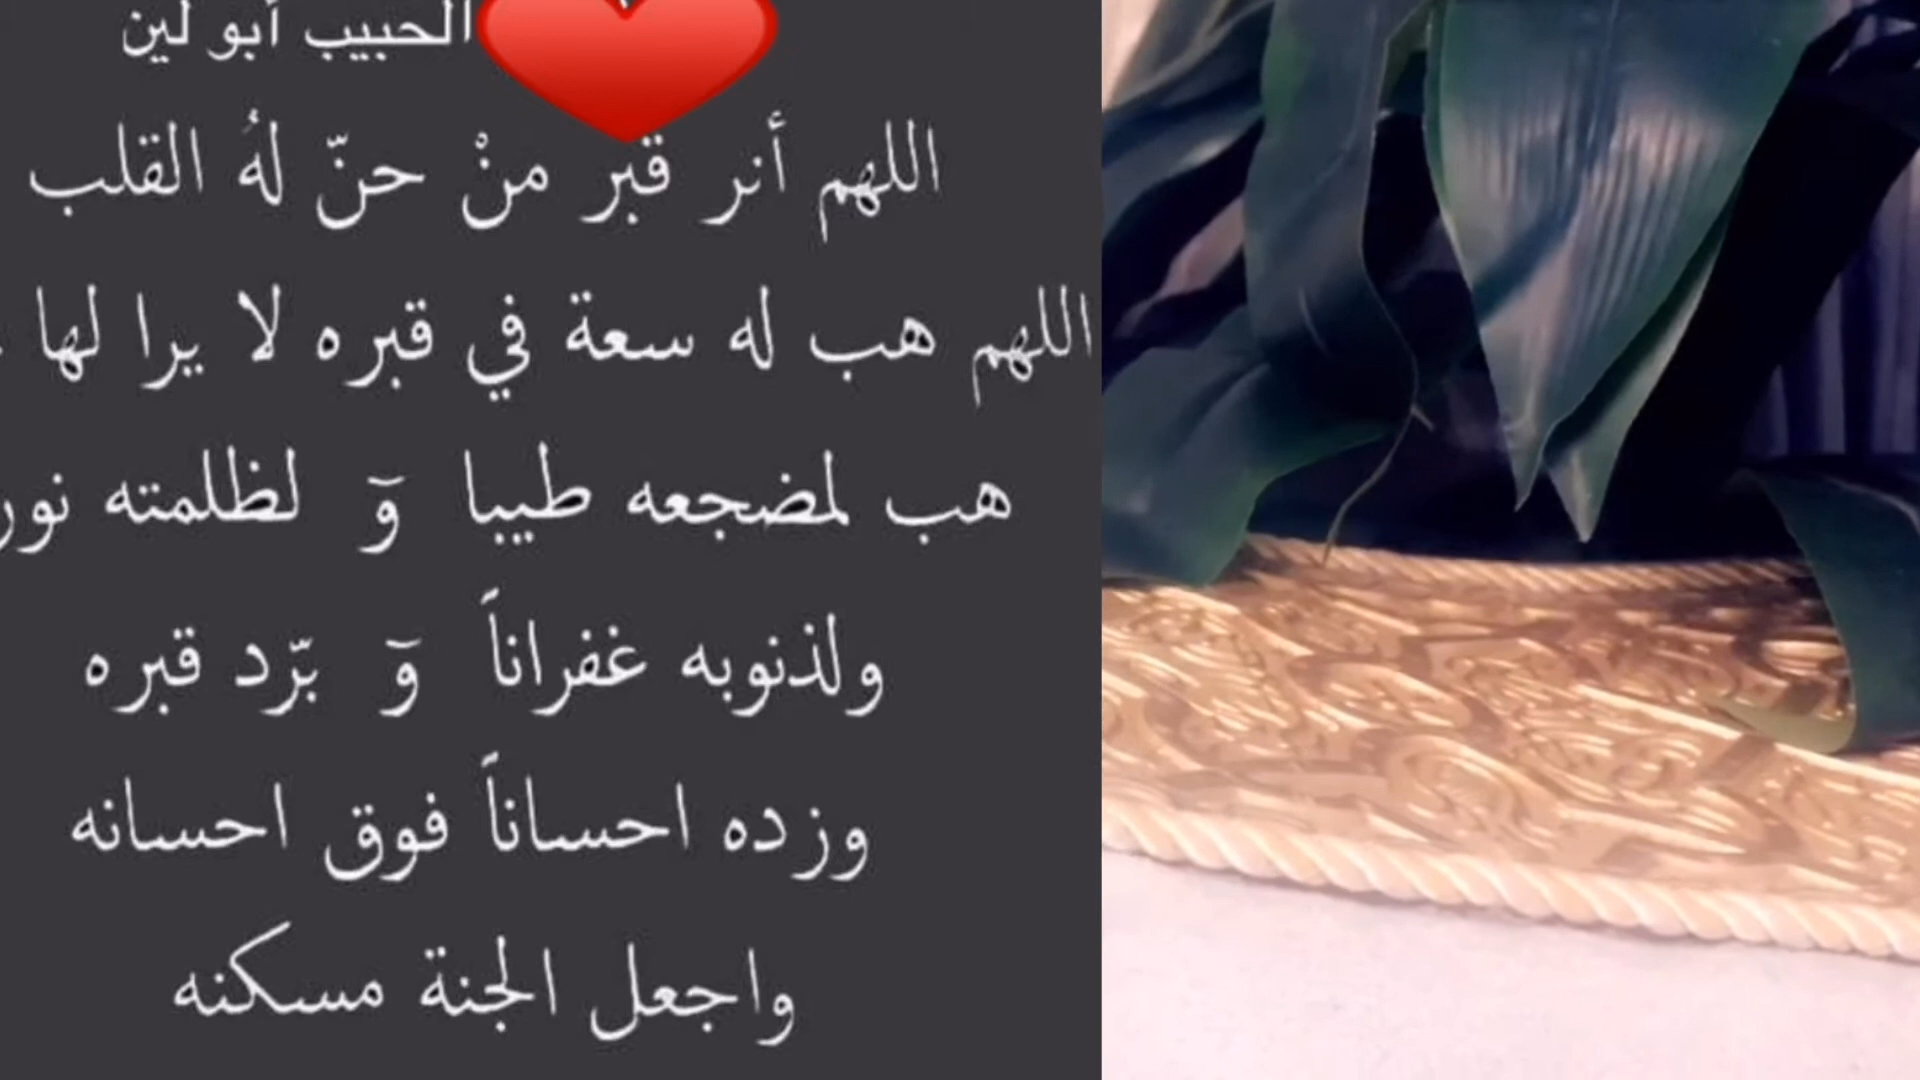 الحبيب أبو لين
اللهم أنر قبر منْ حنّ لهُ القلب
اللهم هب له سعة في قبره لا يرا لها
هب لمضجعه طيبا وَ لظلمته نور
ولذنوبه غفراناً وَ برّد قبره
وزده احساناً فوق احسانه
واجعل الجنة مسكنه